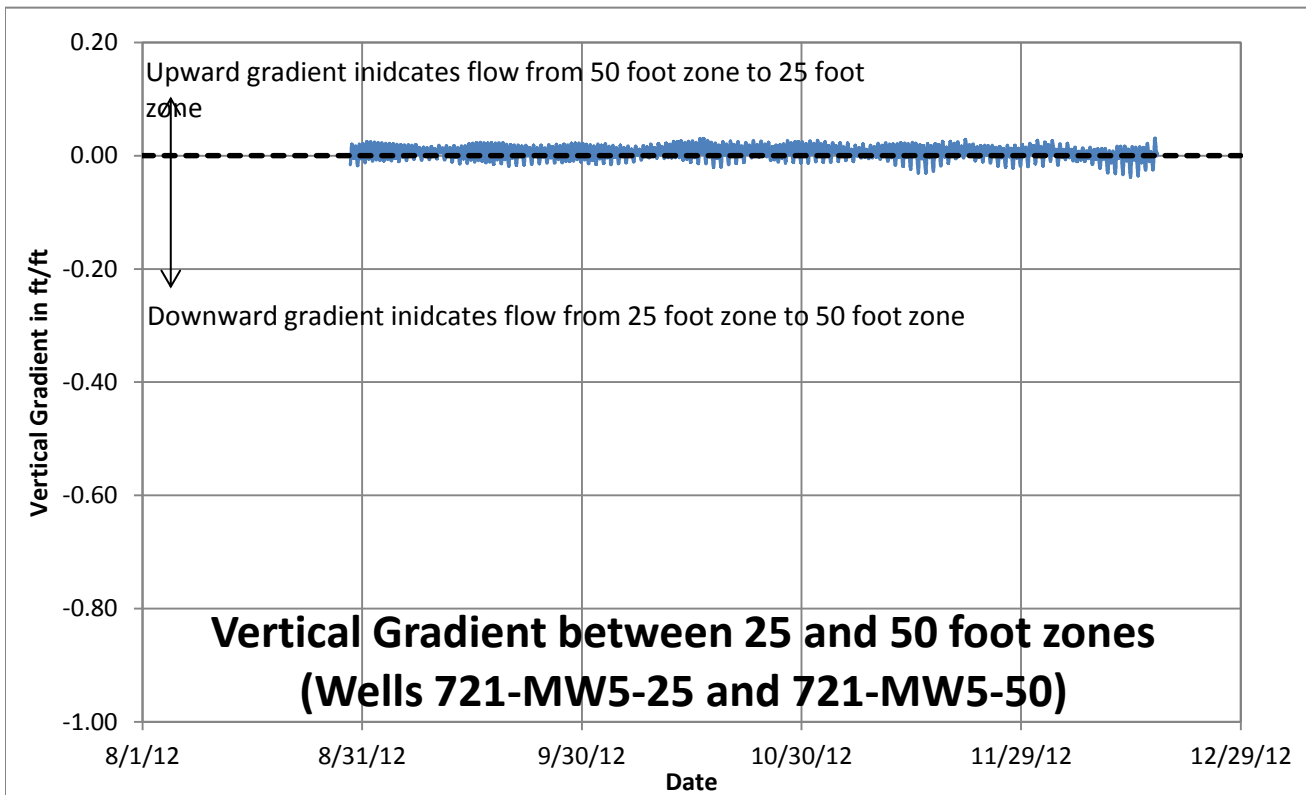 0.20
Upward gradient inidcates flow from 50 foot zone to 25 foot
zone
0.00
-0.20
Downward gradient inidcates flow from 25 foot zone to 50 foot zone
-0.40
-0.60
-0.80
-1.00
Vertical Gradient in ft/ft
Vertical Gradient between 25 and 50 foot zones
(Wells 721-MW5-25 and 721-MW5-50)
8/1/12 8/31/12 9/30/12 10/30/12 11/29/12 12/29/12
Date